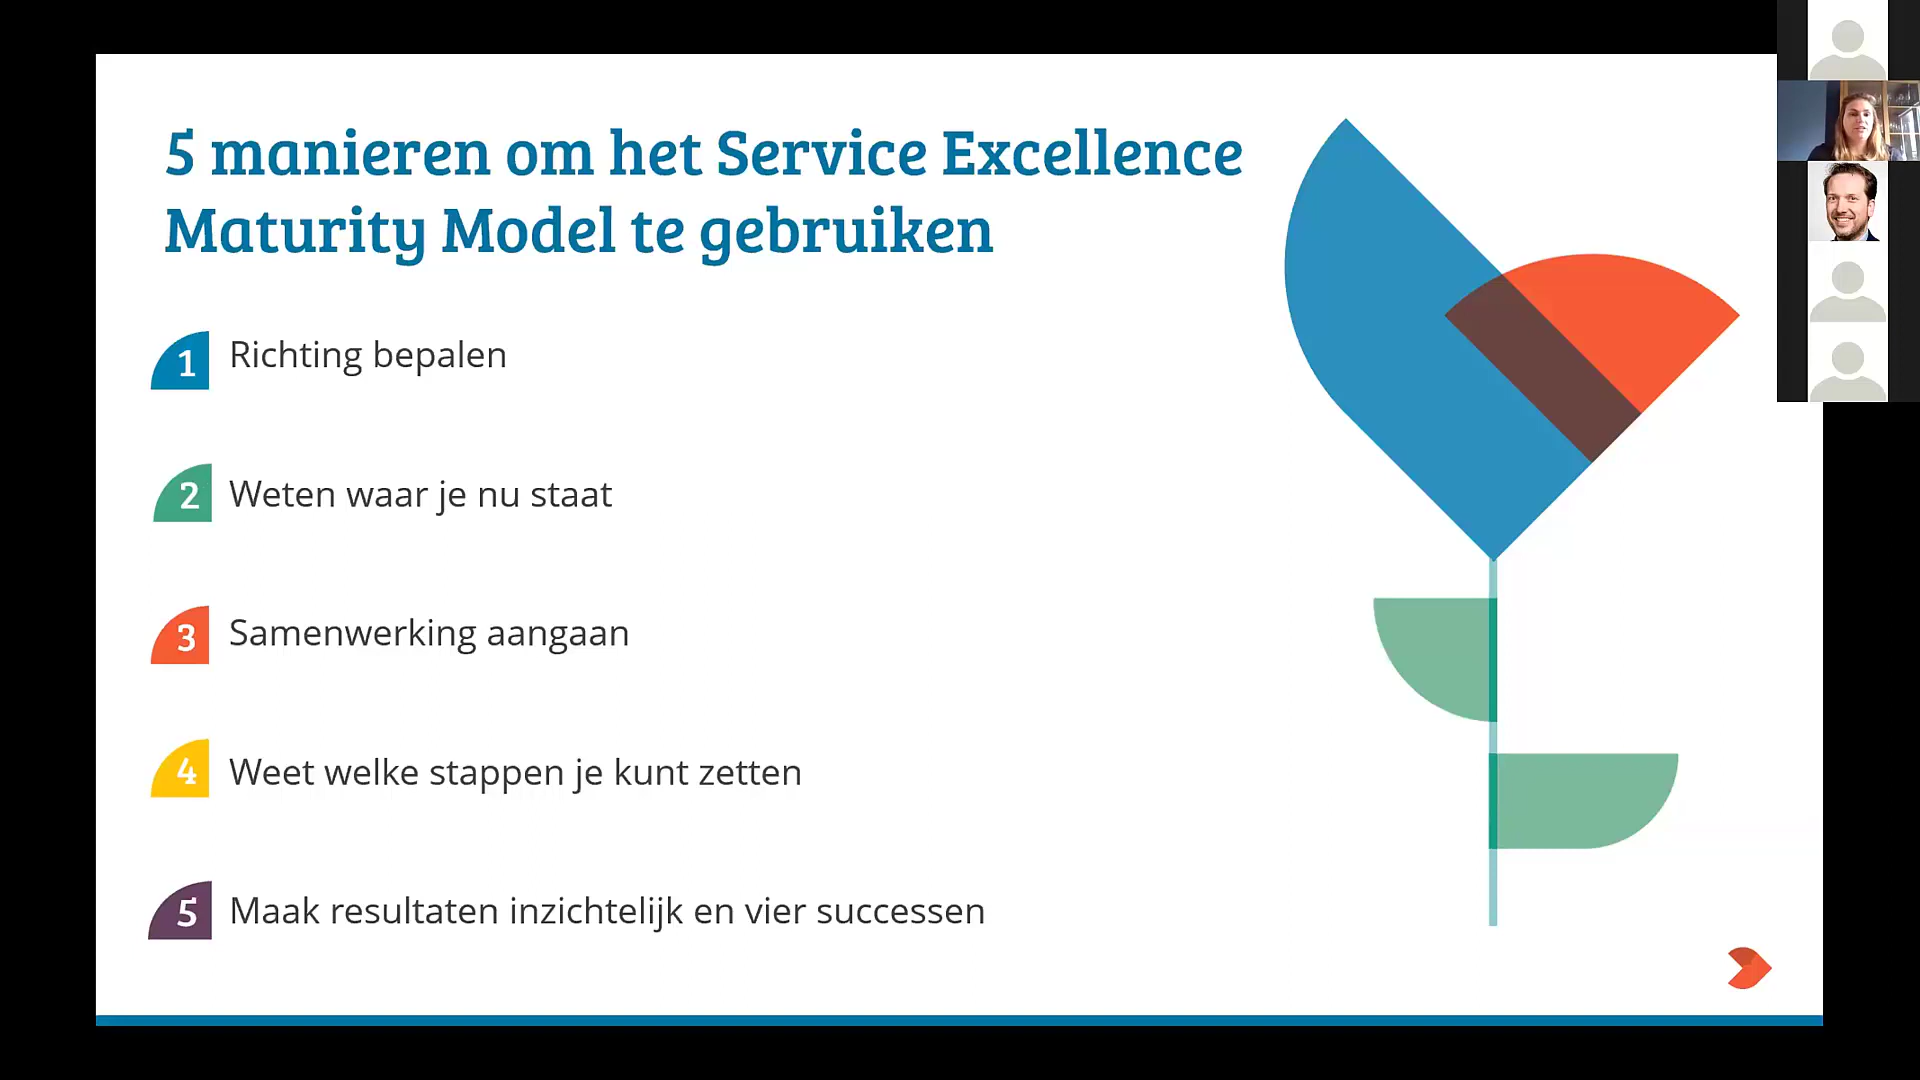 5 manieren om het Service Excellence
Maturity Model te gebruiken
1 Richting bepalen
2 Weten waar je nu staat
3 Samenwerking aangaan
4 Weet welke stappen je kunt zetten
5 Maak resultaten inzichtelijk en vier successen